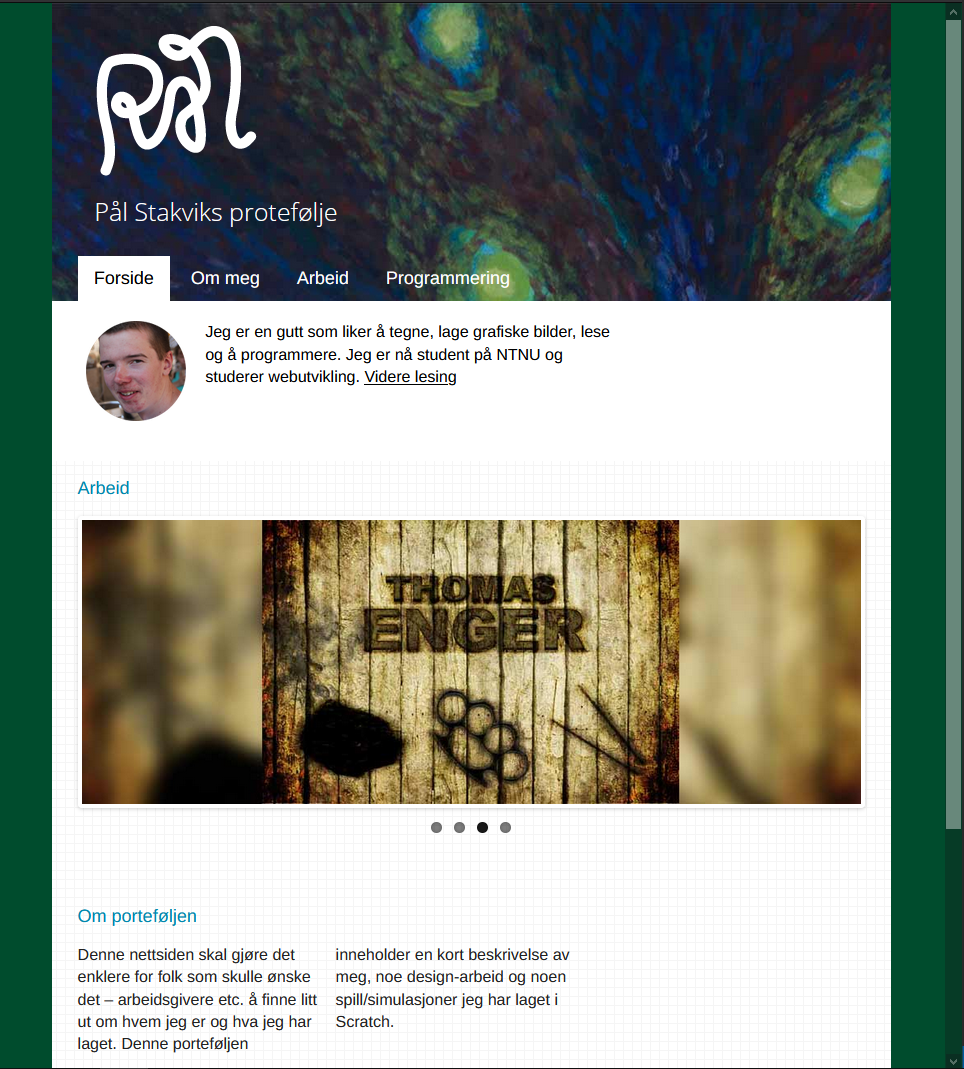 Pål
Pål Stakviks protefølje
Forside Om meg Arbeid Programmering
Jeg er en gutt som liker å tegne, lage grafiske bilder, lese
og å programmere. Jeg er nå student på NTNU og
studerer webutvikling. Videre lesing
Arbeid
THOMAS
ENGER
Om porteføljen
Denne nettsiden skal gjøre det
enklere for folk som skulle ønske
det – arbeidsgivere etc. å finne litt
ut om hvem jeg er og hva jeg har
laget. Denne porteføljen
inneholder en kort beskrivelse av
meg, noe design-arbeid og noen
spill/simulasjoner jeg har laget i
Scratch.